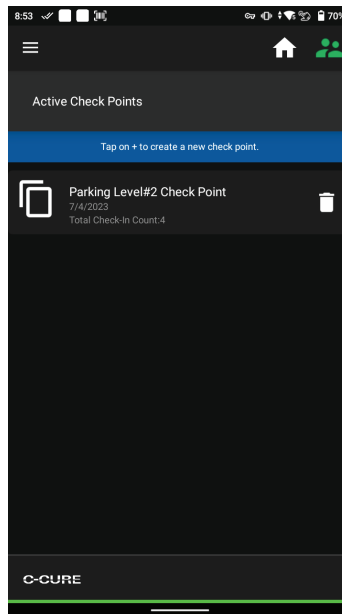 8:53
70%
Active Check Points
Tap on + to create a new check point.
Parking Level#2 Check Point
7/4/2023
Total Check-In Count:4
C-CURE